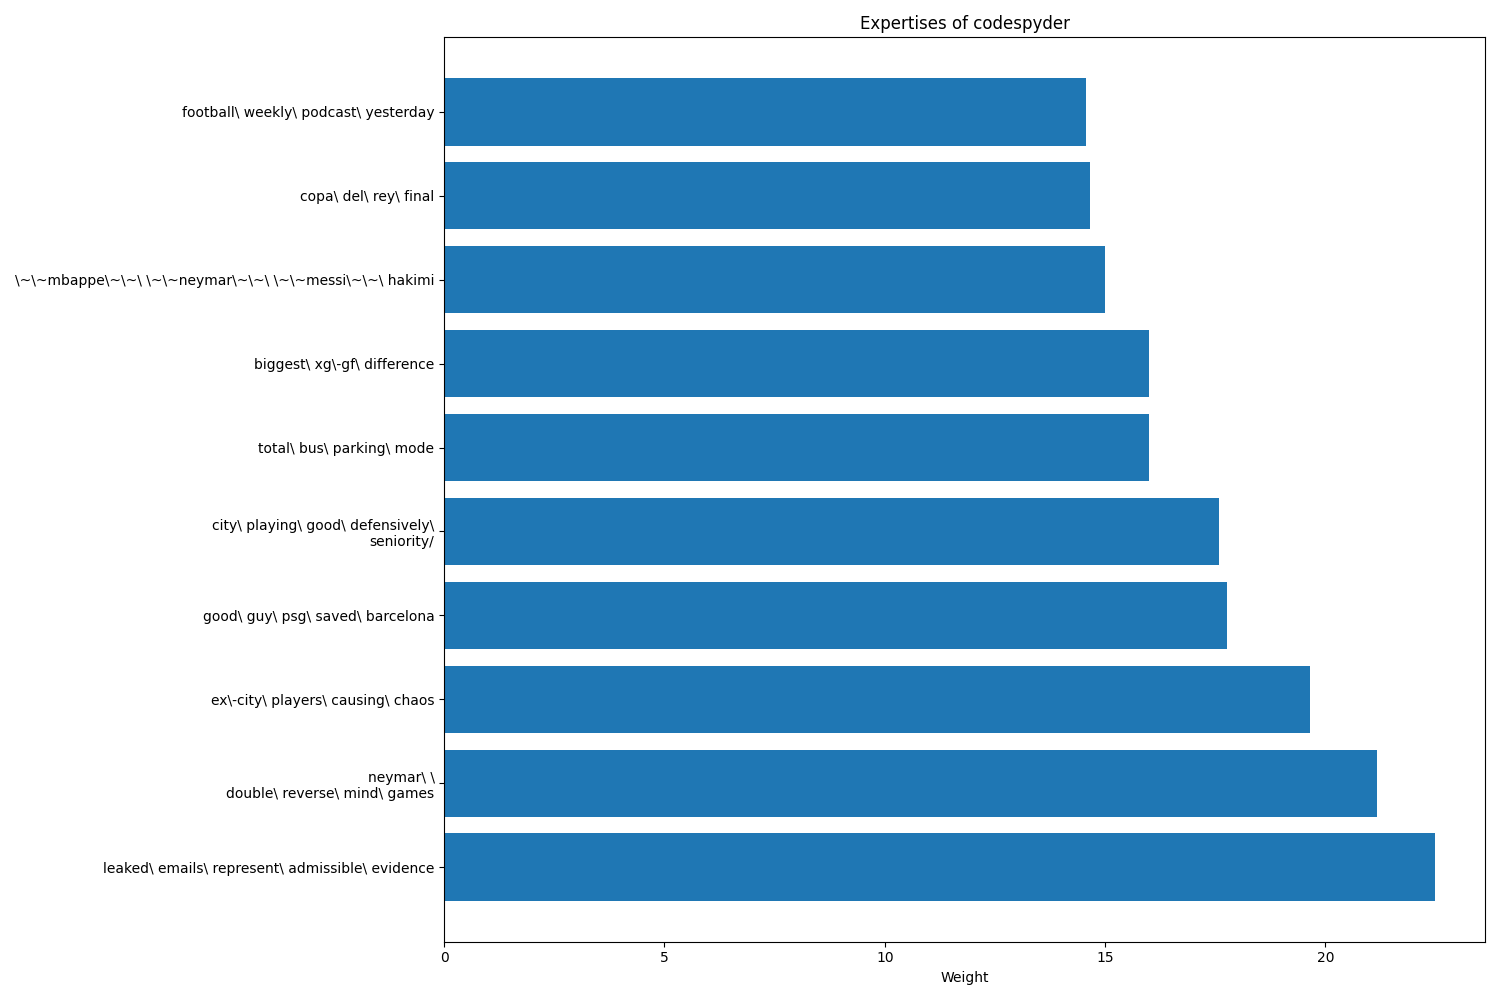 Expertises of codespyder
football\ weekly\ podcast\ yesterday
copa\ del\ rey\ final
\~\~mbappe\~\~\ \~\~neymar\~\~\ \~\~messi\~\~\ hakimi
biggest\ xg\-gf\ difference
total\ bus\ parking\ mode
city\ playing\ good\ defensively\
seniority/
good\ guy\ psg\ saved\ barcelona
ex\-city\ players\ causing\ chaos
neymar\ \
double\ reverse\ mind\ games
leaked\ emails\ represent\ admissible\ evidence
0 5 10 15 20
Weight